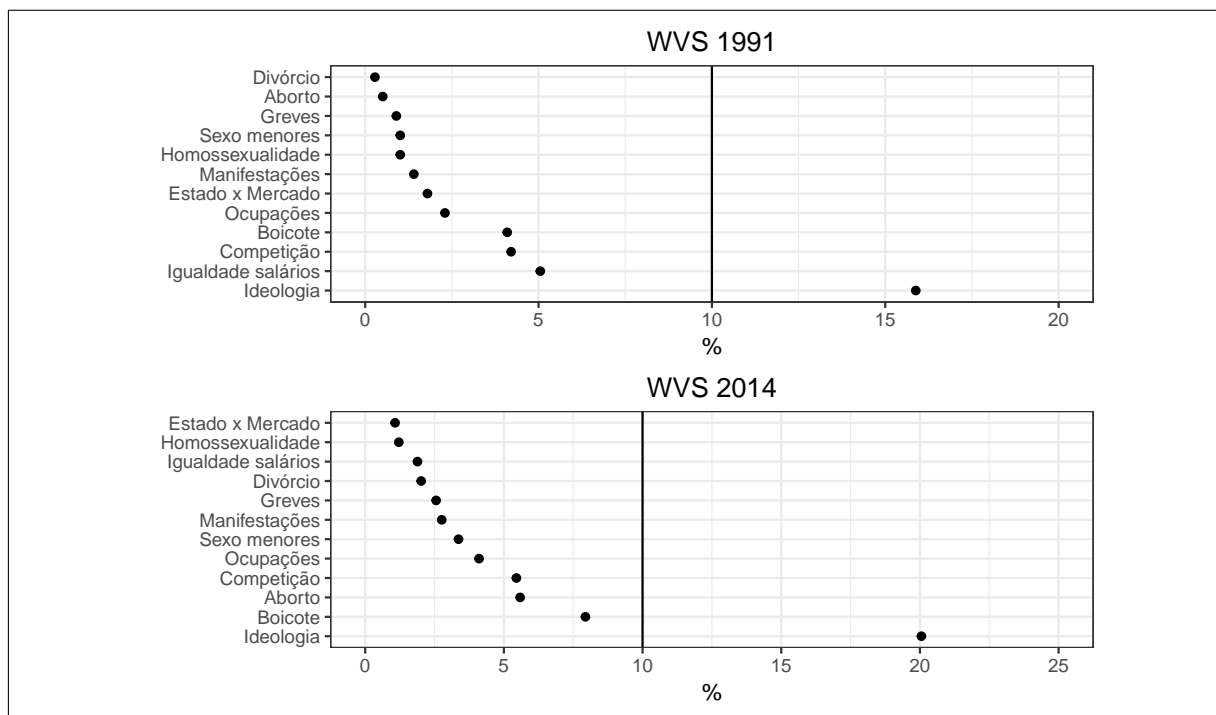 WVS 1991
Divórcio
Aborto
Greves
Sexo menores
Homossexualidade
Manifestações
Estado x Mercado
Ocupações
Boicote
Competição
Igualdade salários
Ideologia
0 5 10 15 20
%
WVS 2014
Estado x Mercado
Homossexualidade
Igualdade salários
Divórcio
Greves
Manifestações
Sexo menores
Ocupações
Competição
Aborto
Boicote
Ideologia
0 5 10 15 20 25
%